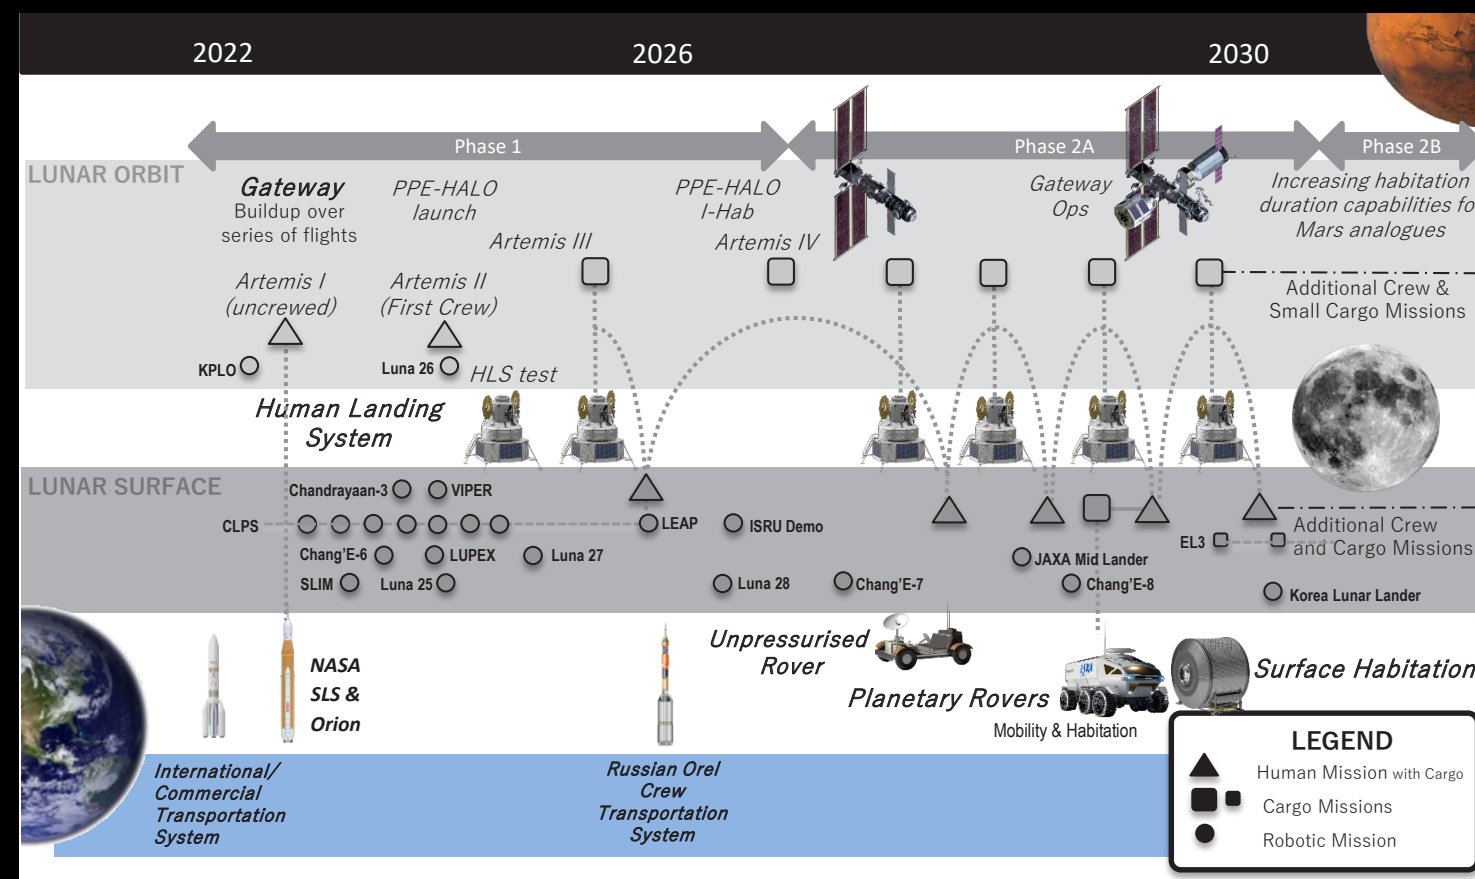 2022
2026
2030
Phase 1
Phase 2A
Phase 2B
LUNAR ORBIT
Gateway
Buildup over
series of flights
PPE-HALO
launch
PPE-HALO
I-Hab
Gateway
Ops
Increasing habitation
duration capabilities fo
Mars analogues
Artemis III
Artemis IV
Artemis I
(uncrewed)
Artemis II
(First Crew)
Additional Crew &
Small Cargo Missions
KPLO
Luna 26
HLS test
Human Landing
System
LUNAR SURFACE
Chandrayaan-3
VIPER
CLPS
LEAP
ISRU Demo
Additional Crew
and Cargo Missions
EL3
Chang'E-6
LUPEX
Luna 27
JAXA Mid Lander
SLIM
Luna 25
Luna 28
Chang'E-7
Chang'E-8
Korea Lunar Lander
NASA
SLS &
Orion
Unpressurised
Rover
Planetary Rovers
Mobility & Habitation
Surface Habitation
International/
Commercial
Transportation
System
Russian Orel
Crew
Transportation
System
LEGEND
Human Mission with Cargo
Cargo Missions
Robotic Mission